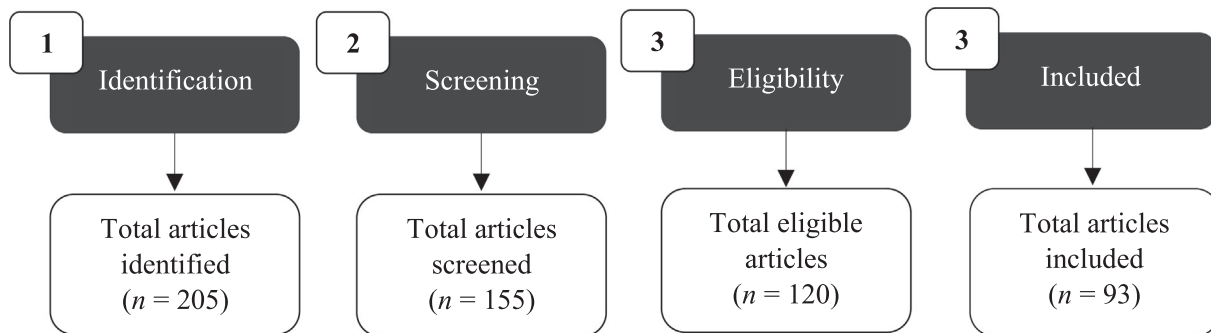 1
Identification
Total articles
identified
(n = 205)
2
Screening
Total articles
screened
(n = 155)
3
Eligibility
Total eligible
articles
(n = 120)
3
Included
Total articles
included
(n = 93)